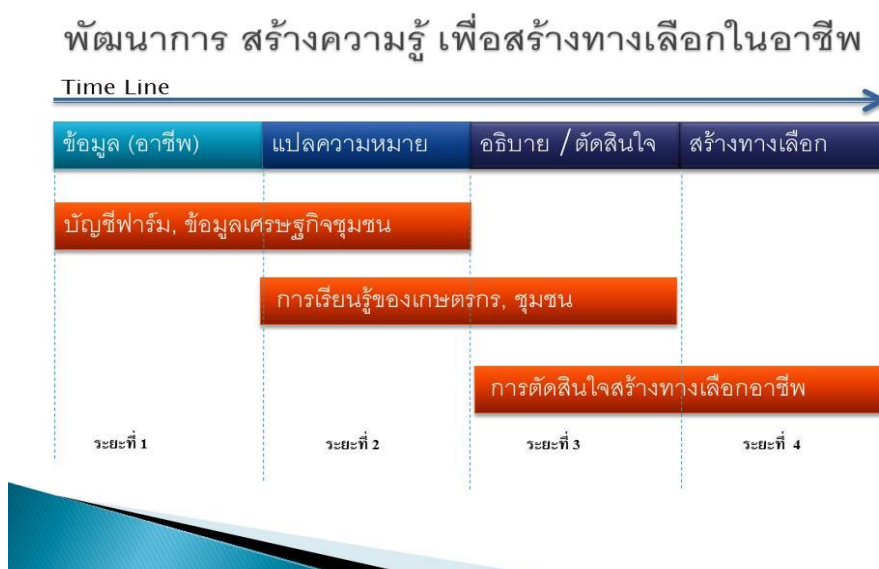 พัฒนาการ สร้างความรู้ เพื่อสร้างทางเลือกในอาชีพ
Time Line
ข้อมูล (อาชีพ) แปลความหมาย อธิบาย / ตัดสินใจ สร้างทางเลือก
บัญชีฟาร์ม, ข้อมูลเศรษฐกิจชุมชน
การเรียนรู้ของเกษตรกร, ชุมชน
การตัดสินใจสร้างทางเลือกอาชีพ
ระยะที่ 1 ระยะที่ 2 ระยะที่ 3 ระยะที่ 4